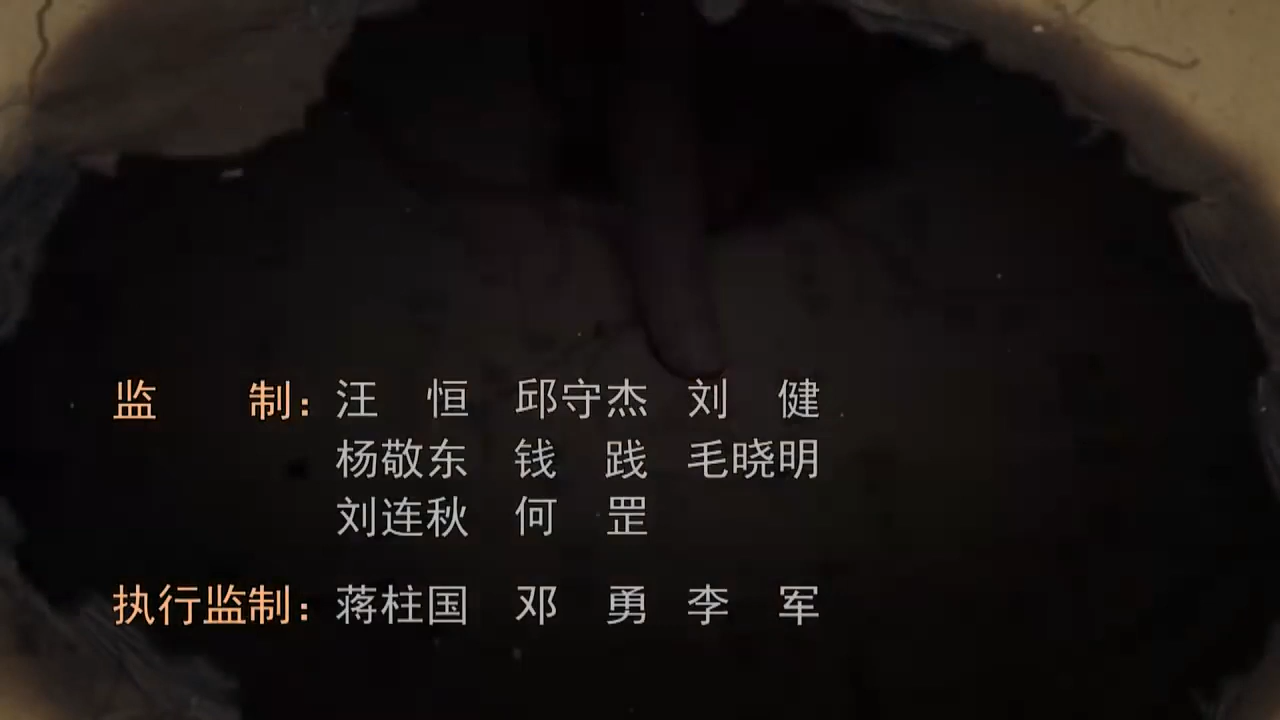 监　　制：汪　恒　邱守杰　刘　健
杨敬东　钱　践　毛晓明
刘连秋　何　罡
执行监制：蒋柱国　邓　勇　李　军